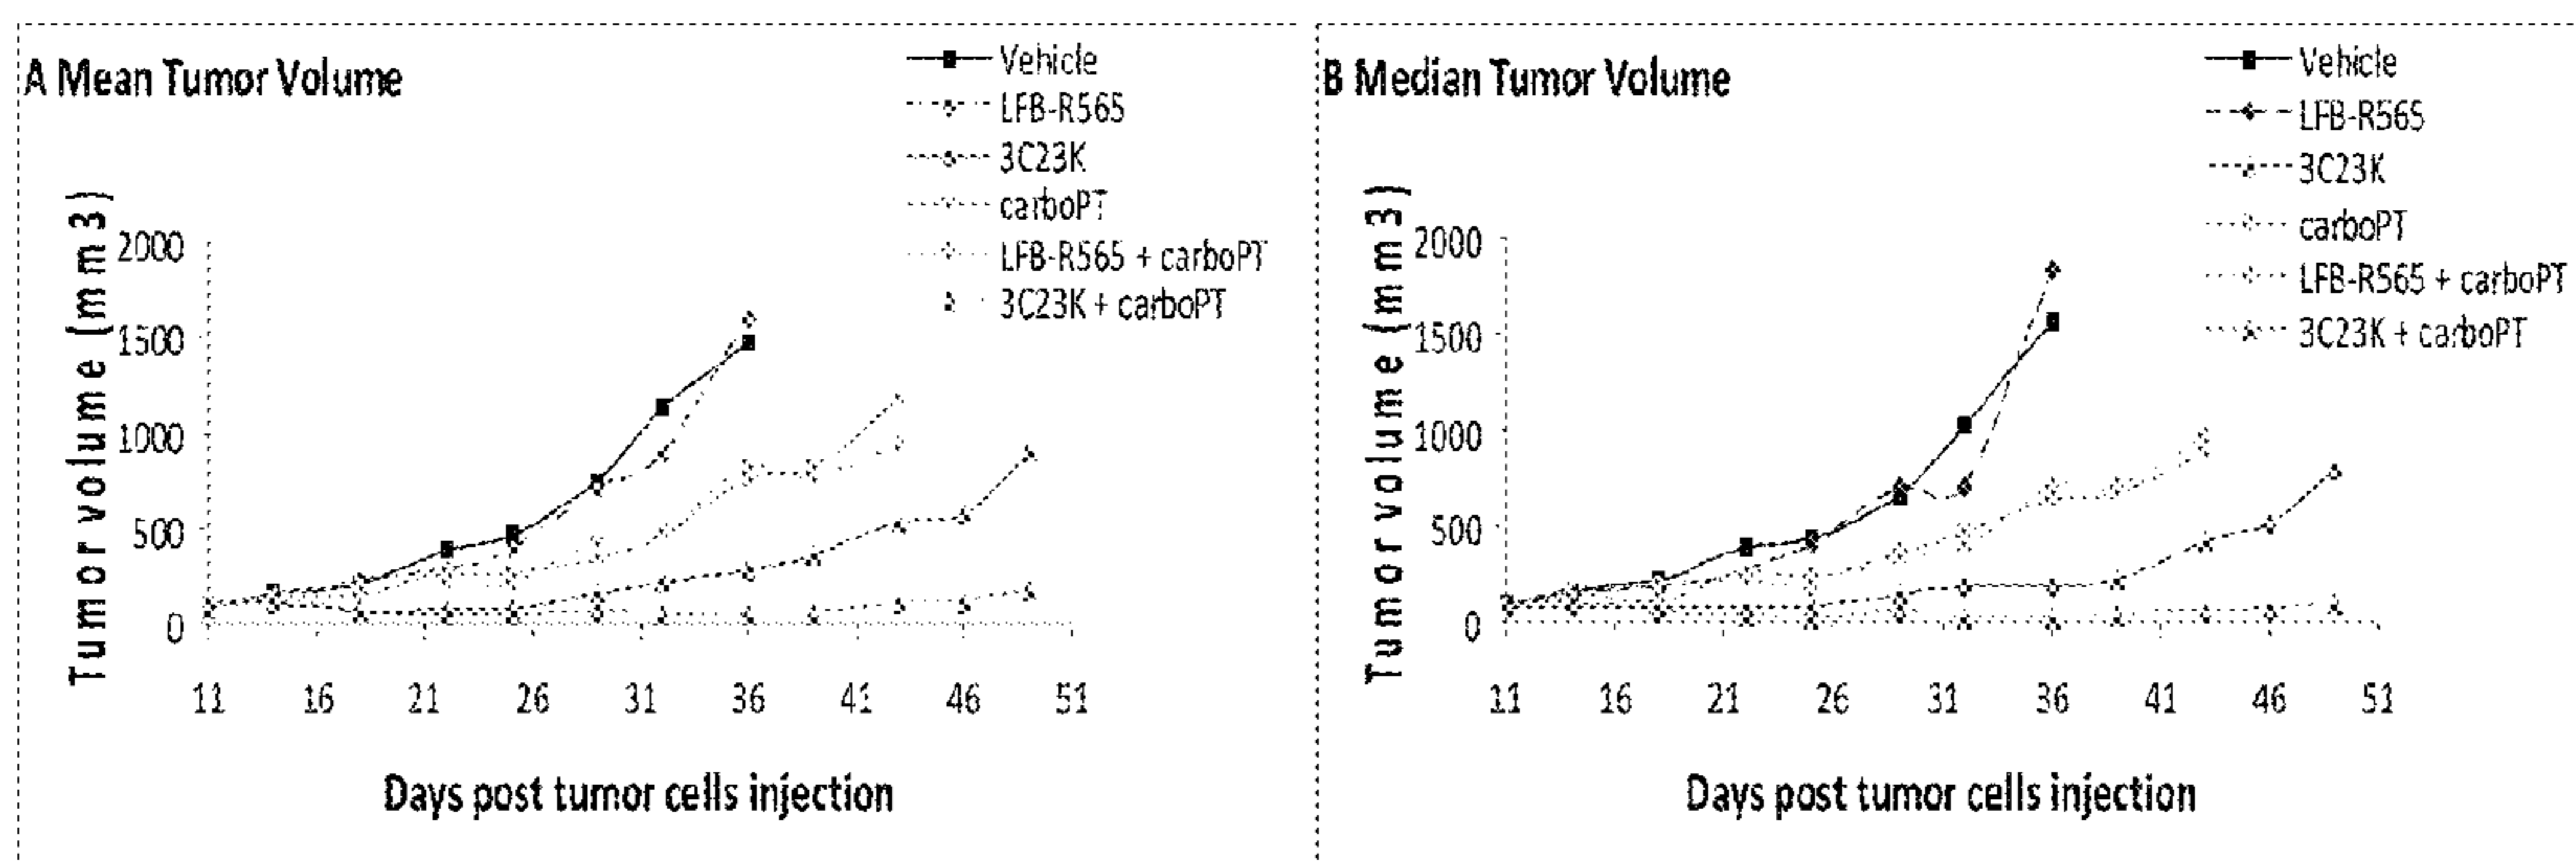 A Mean Tumor Volume
Vehicle
LFB-R565
3C23K
carboPT
LFB-R565 + carboPT
3C23K + carboPT
Tumor volume (mm3)
2000
1500
1000
500
0
11 16 21 26 31 36 41 46 51
Days post tumor cells injection
B Median Tumor Volume
Vehicle
LFB-R565
3C23K
carboPT
LFB-R565 + carboPT
3C23K + carboPT
Tumor volume (mm3)
2000
1500
1000
500
0
11 16 21 26 31 36 41 46 51
Days post tumor cells injection